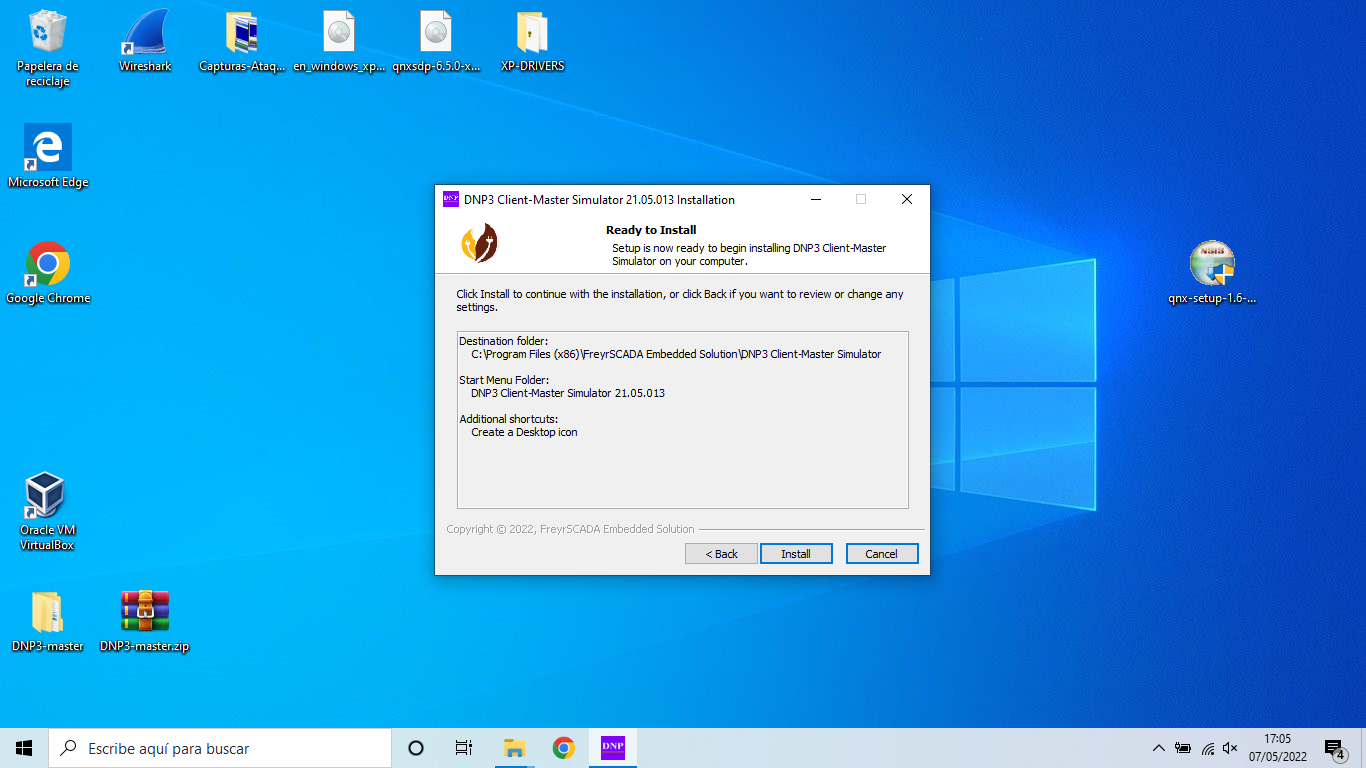 Papelera de
reciclaje
Wireshark
Capturas-Ataq...
en_windows_xp...
qnxsdp-6.5.0-x...
XP-DRIVERS
Microsoft Edge
Google Chrome
Oracle VM
VirtualBox
DNP3-master
DNP3-master.zip
NSIS
qnx-setup-1.6-...
DNP
DNP3 Client-Master Simulator 21.05.013 Installation
Ready to Install
Setup is now ready to begin installing DNP3 Client-Master
Simulator on your computer.
Click Install to continue with the installation, or click Back if you want to review or change any
settings.
Destination folder:
C:\Program Files (x86)\FreyrSCADA Embedded Solution\DNP3 Client-Master Simulator
Start Menu Folder:
DNP3 Client-Master Simulator 21.05.013
Additional shortcuts:
Create a Desktop icon
Copyright © 2022, FreyrSCADA Embedded Solution
< Back
Install
Cancel
Escribe aquí para buscar
DNP
17:05
07/05/2022
4